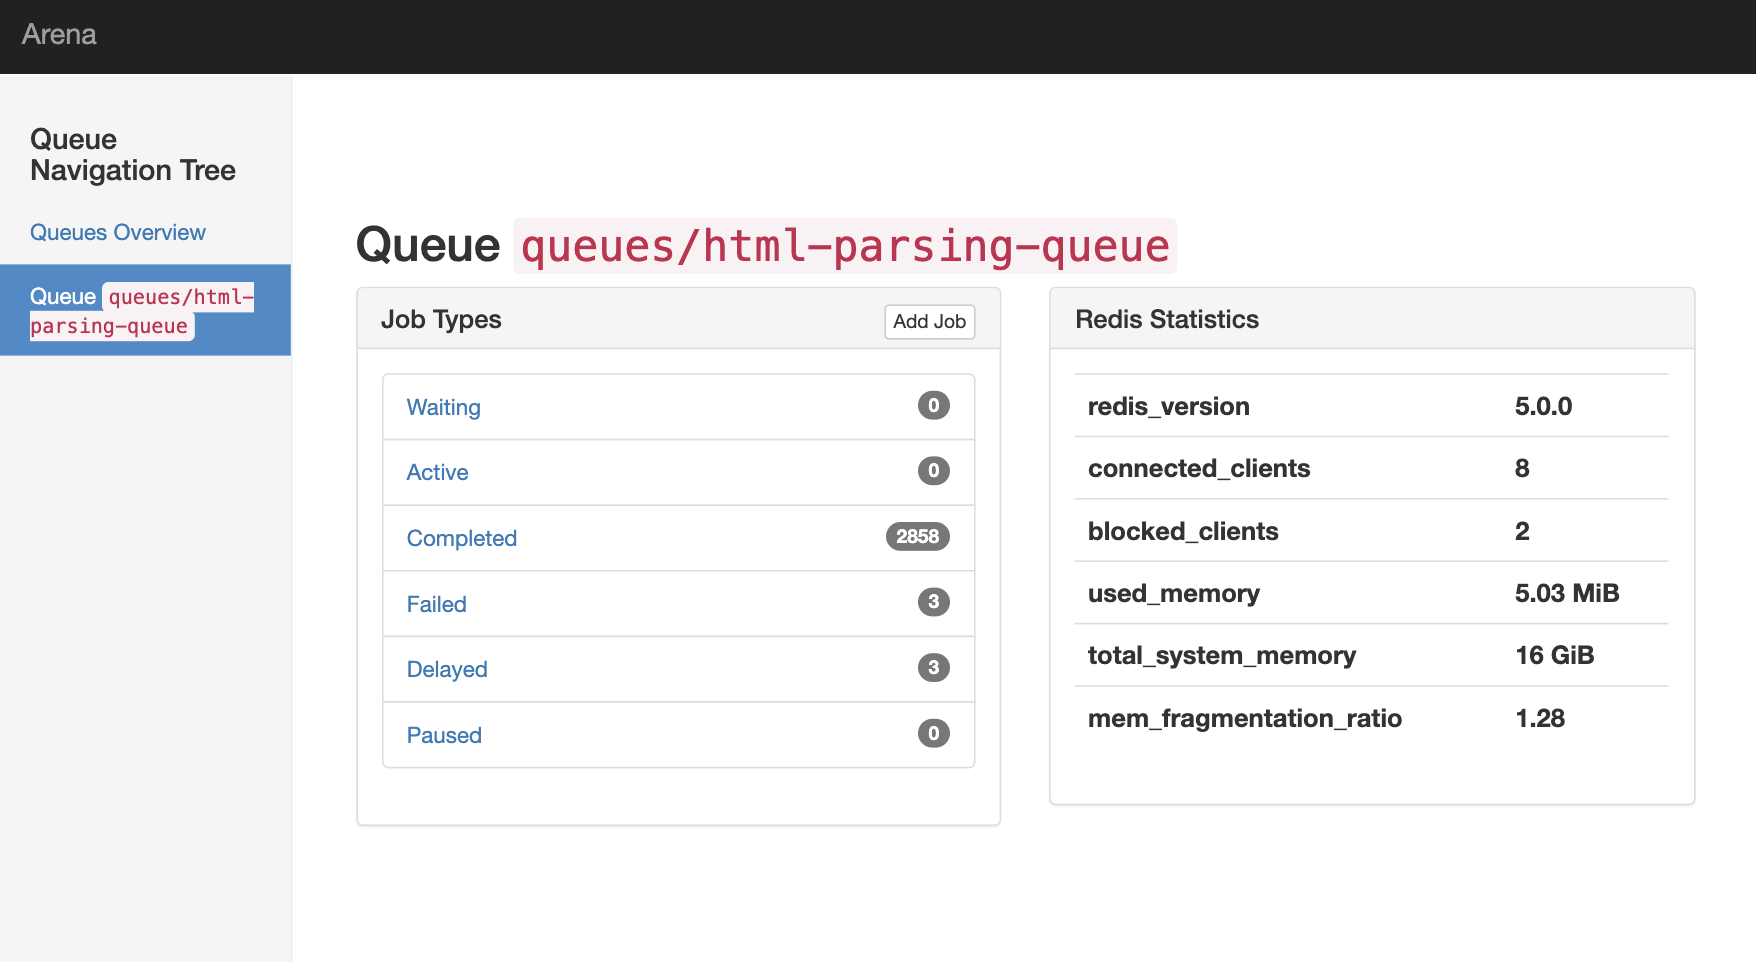 Arena
Queue
Navigation Tree
Queues Overview
Queue queues/html-
parsing-queue
Queue queues/html-parsing-queue
Job Types
Add Job
Waiting 0
Active 0
Completed 2858
Failed 3
Delayed 3
Paused 0
Redis Statistics
redis_version 5.0.0
connected_clients 8
blocked_clients 2
used_memory 5.03 MiB
total_system_memory 16 GiB
mem_fragmentation_ratio 1.28